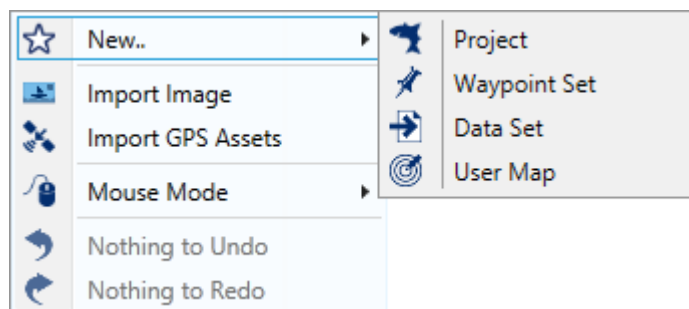 New..
Import Image
Import GPS Assets
Mouse Mode
Nothing to Undo
Nothing to Redo
Project
Waypoint Set
Data Set
User Map